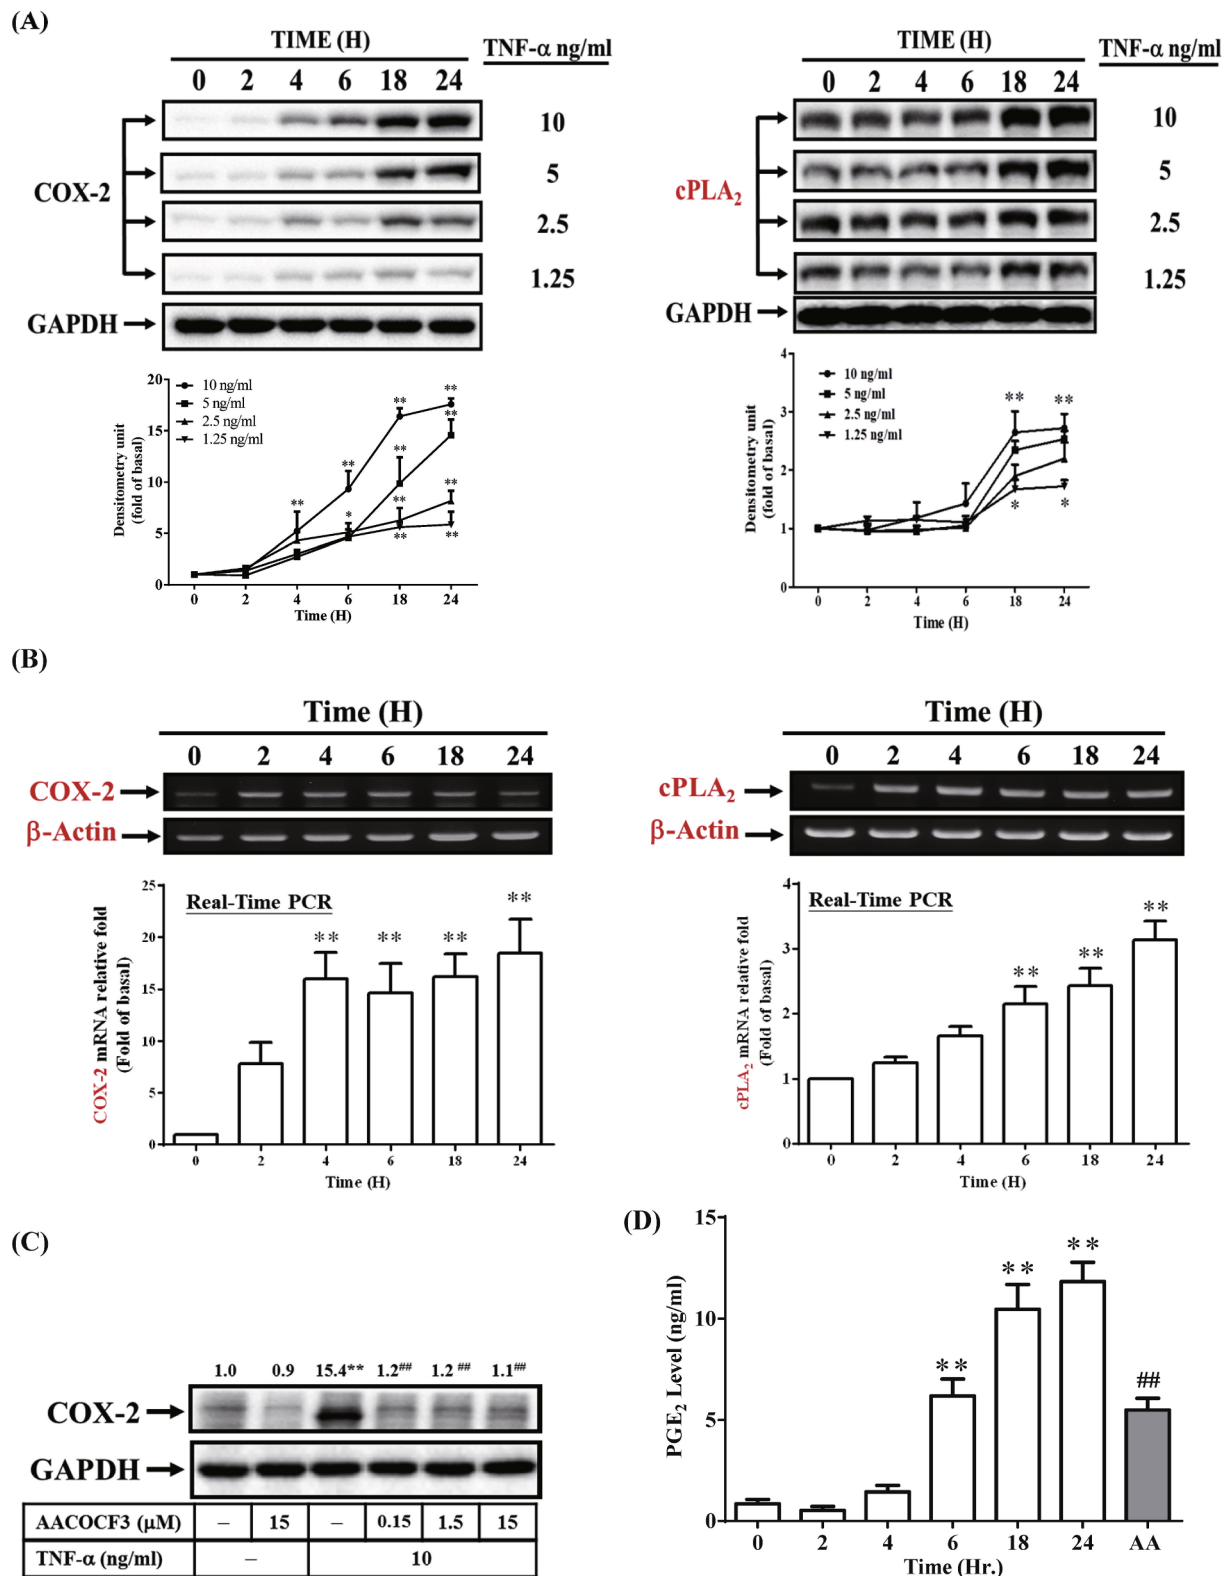 (A)
TIME (H)
TNF-α ng/ml
0 2 4 6 18 24
10
5
COX-2
2.5
1.25
GAPDH
20
15
10
5
0
10 ng/ml
5 ng/ml
2.5 ng/ml
1.25 ng/ml
** ** ** ** ** ** ** ** ** ** *
Densitometry unit
(fold of basal)
0 2 4 6 18 24
Time (H)
TIME (H)
TNF-α ng/ml
0 2 4 6 18 24
10
5
cPLA2
2.5
1.25
GAPDH
4
3
2
1
0
10 ng/ml
5 ng/ml
2.5 ng/ml
1.25 ng/ml
** **
* *
Densitometry unit
(fold of basal)
0 2 4 6 18 24
Time (H)
(B)
Time (H)
0 2 4 6 18 24
COX-2
β-Actin
25
20
15
10
5
0
Real-Time PCR
** ** ** **
COX-2 mRNA relative fold
(Fold of basal)
0 2 4 6 18 24
Time (H)
Time (H)
0 2 4 6 18 24
cPLA2
β-Actin
4
3
2
1
0
Real-Time PCR
** ** **
cPLA2 mRNA relative fold
(Fold of basal)
0 2 4 6 18 24
Time (H)
(C)
1.0 0.9 15.4** 1.2## 1.2 ## 1.1##
COX-2
GAPDH
AACOCF3 (μM) – 15 – 0.15 1.5 15
TNF-α (ng/ml) – 10
(D)
15
10
5
0
PGE2 Level (ng/ml)
** ** **
##
0 2 4 6 18 24 AA
Time (Hr.)